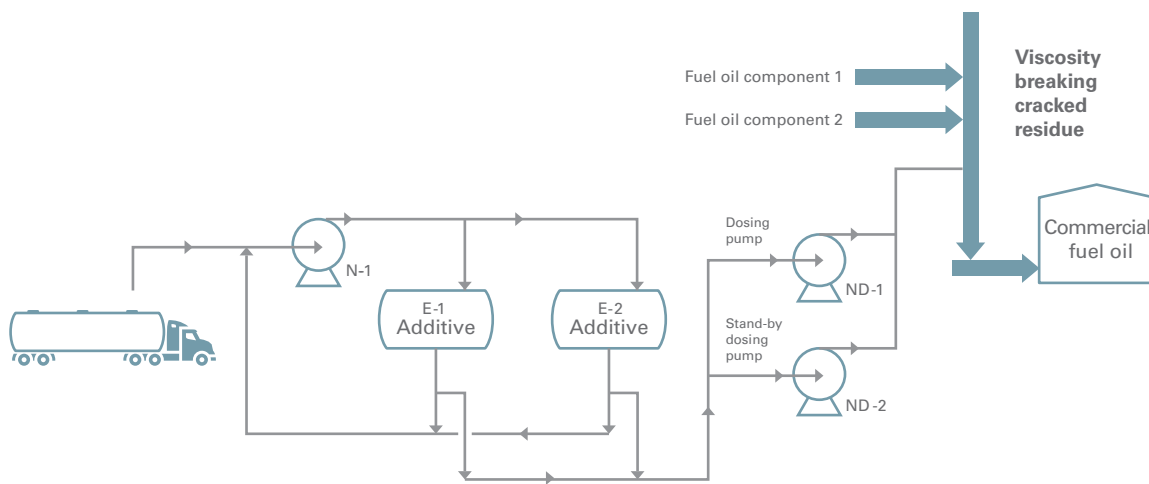 Fuel oil component 1
Fuel oil component 2
Viscosity
breaking
cracked
residue
Commercial
fuel oil
Dosing
pump
ND-1
N-1
E-1
Additive
E-2
Additive
Stand-by
dosing
pump
ND-2